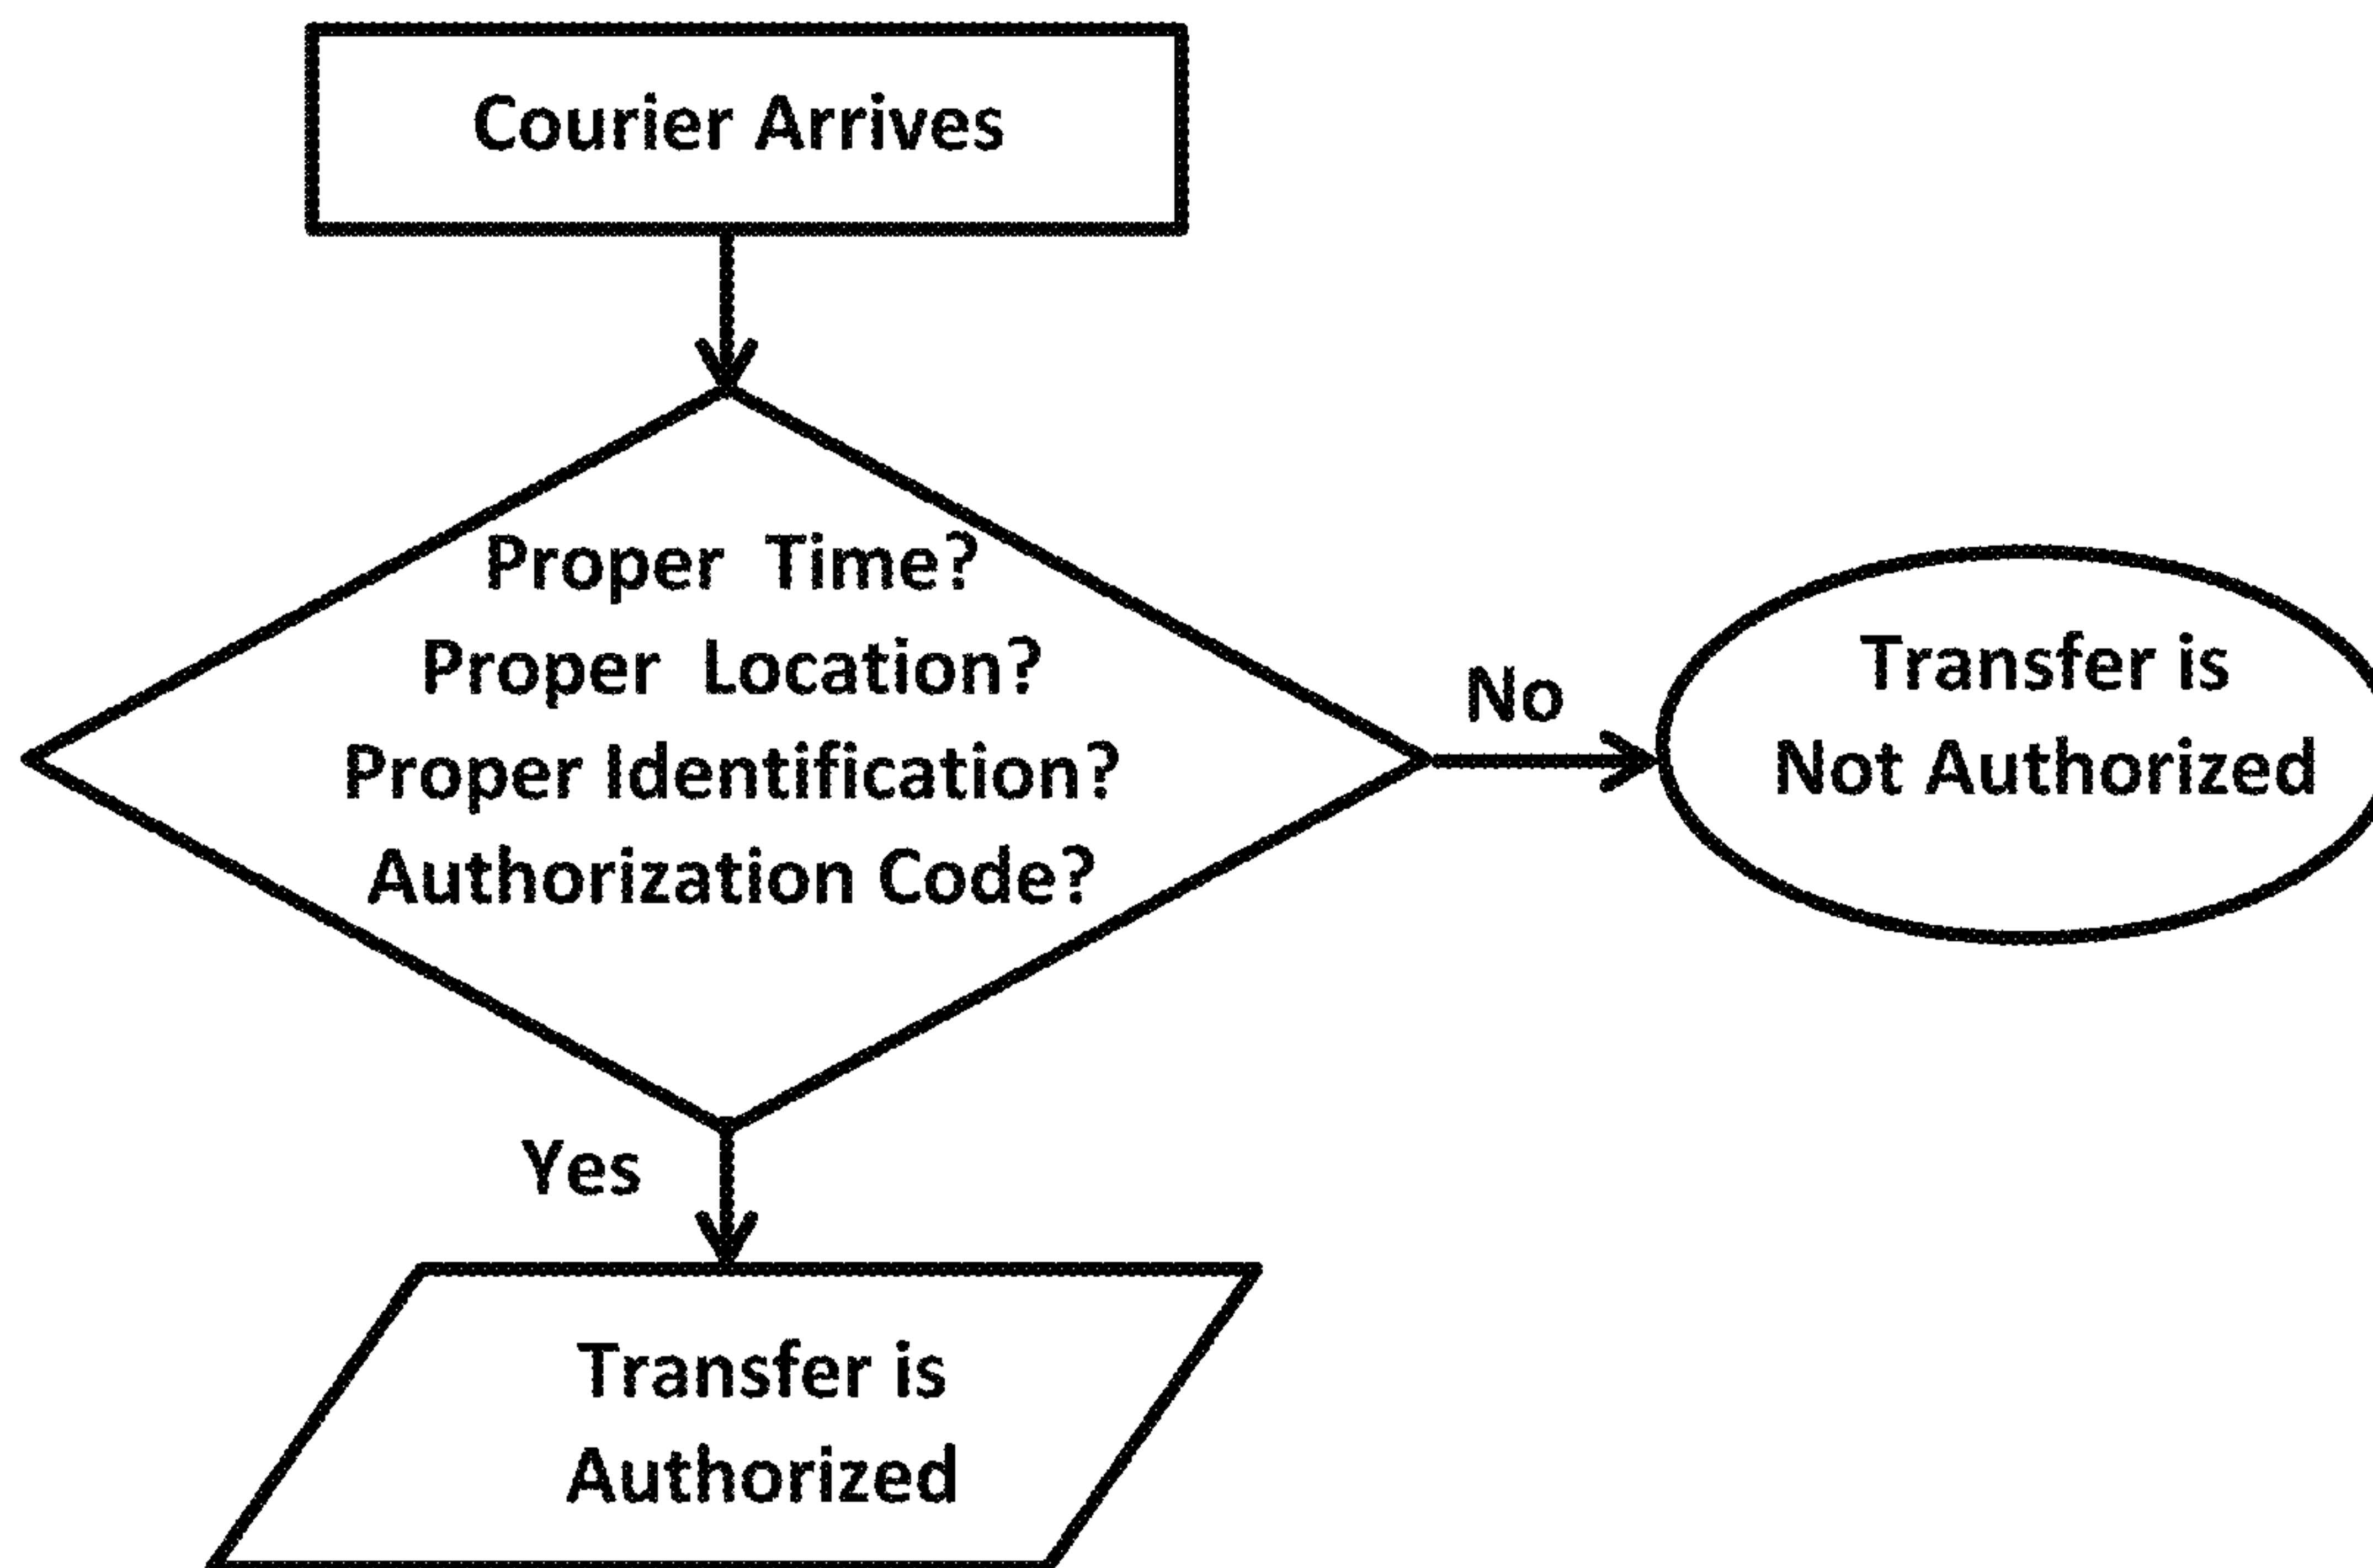 Courier Arrives
Proper Time?
Proper Location?
Proper Identification?
Authorization Code?
No
Transfer is
Not Authorized
Yes
Transfer is
Authorized